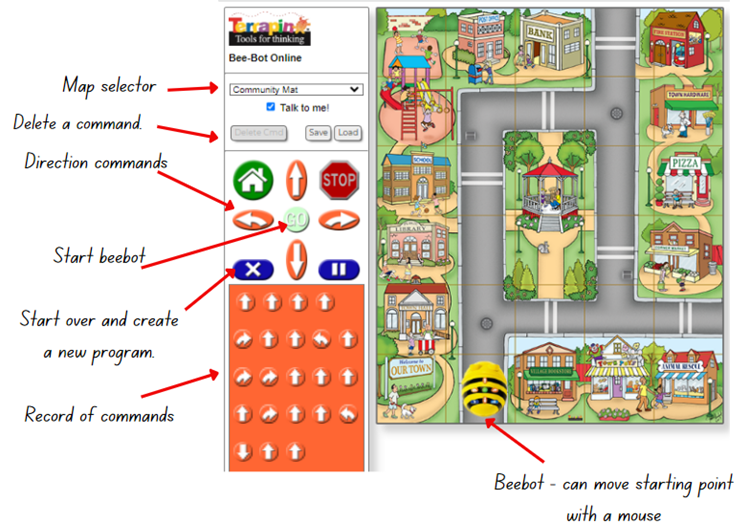 Terrapin
Tools for thinking
Bee-Bot Online
Map selector
Community Mat
Talk to me!
Delete a command.
Delete Cmd
Save
Load
Direction commands
STOP
GO
Start beebot
Start over and create
a new program.
Record of commands
POST OFFICE
BANK
FIRE STATION
TOWN HARDWARE
SCHOOL
PIZZA
LIBRARY
Welcome to
OUR TOWN
ANIMAL RESCUE
Beebot - can move starting point
with a mouse